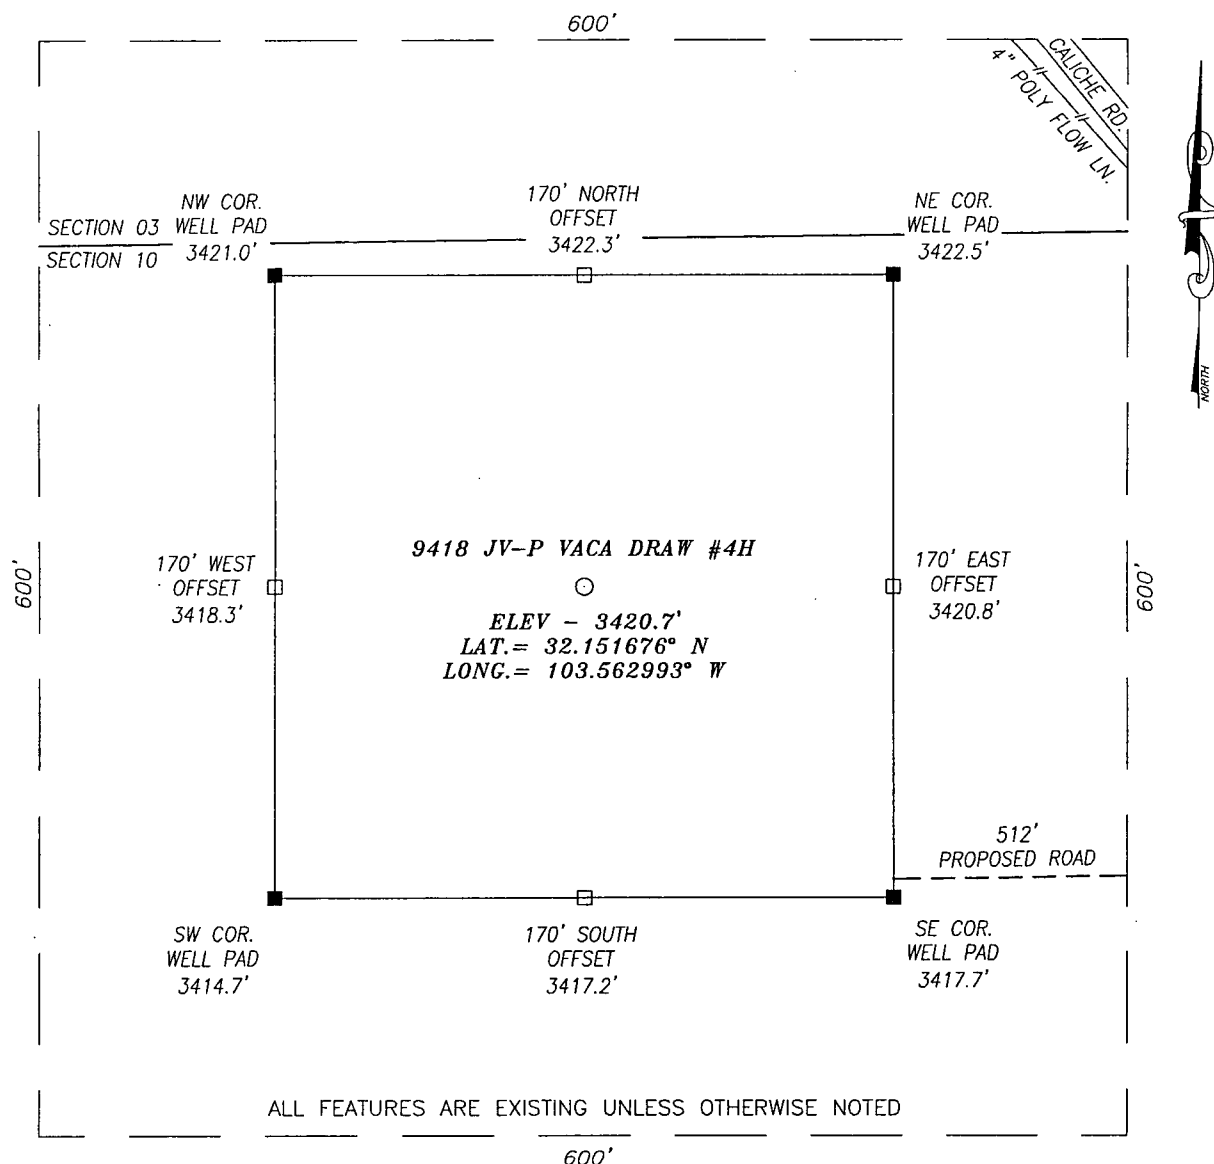 600'
CALICHE RD.
4" POLY FLOW LN.
NW COR.
WELL PAD
3421.0'
170' NORTH
OFFSET
3422.3'
NE COR.
WELL PAD
3422.5'
SECTION 03
SECTION 10
NORTH
600'
170' WEST
OFFSET
3418.3'
9418 JV-P VACA DRAW #4H
ELEV - 3420.7'
LAT.= 32.151676° N
LONG.= 103.562993° W
170' EAST
OFFSET
3420.8'
600'
512'
PROPOSED ROAD
SW COR.
WELL PAD
3414.7'
170' SOUTH
OFFSET
3417.2'
SE COR.
WELL PAD
3417.7'
ALL FEATURES ARE EXISTING UNLESS OTHERWISE NOTED
600'